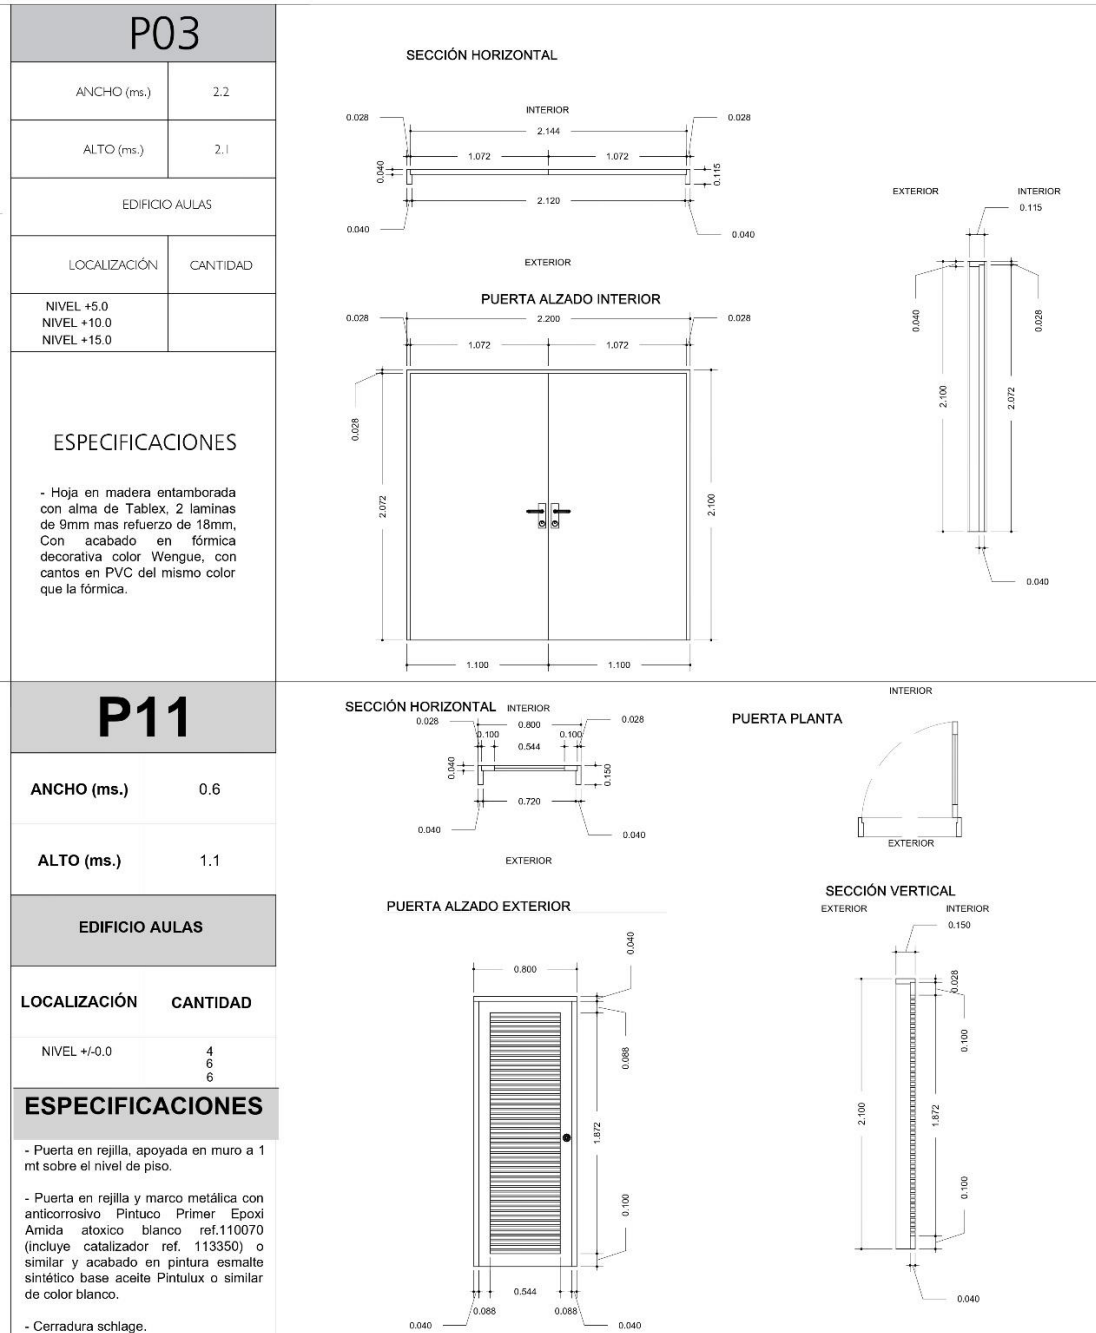 P03
ANCHO (ms.) 2.2
ALTO (ms.) 2.1
EDIFICIO AULAS
LOCALIZACIÓN CANTIDAD
NIVEL +5.0
NIVEL +10.0
NIVEL +15.0
ESPECIFICACIONES
- Hoja en madera entamborada
con alma de Tablex, 2 laminas
de 9mm mas refuerzo de 18mm,
Con acabado en fórmica
decorativa color Wengue, con
cantos en PVC del mismo color
que la fórmica.
SECCIÓN HORIZONTAL
INTERIOR
0.028 2.144 0.028
1.072 1.072
0.040 0.115
2.120
0.040 0.040
EXTERIOR
PUERTA ALZADO INTERIOR
0.028 2.200 0.028
1.072 1.072
0.028
2.072 2.100
1.100 1.100
EXTERIOR INTERIOR
0.115
0.040 0.028
2.100 2.072
0.040
P11
ANCHO (ms.) 0.6
ALTO (ms.) 1.1
EDIFICIO AULAS
LOCALIZACIÓN CANTIDAD
NIVEL +/-0.0 4
6
6
ESPECIFICACIONES
- Puerta en rejilla, apoyada en muro a 1
mt sobre el nivel de piso.
- Puerta en rejilla y marco metálica con
anticorrosivo Pintuco Primer Epoxi
Amida atoxico blanco ref.110070
(incluye catalizador ref. 113350) o
similar y acabado en pintura esmalte
sintético base aceite Pintulux o similar
de color blanco.
- Cerradura schlage.
SECCIÓN HORIZONTAL INTERIOR
0.028 0.800 0.028
0.100 0.100
0.544
0.040 0.150
0.720
0.040 0.040
EXTERIOR
PUERTA ALZADO EXTERIOR
0.040
0.800
0.088
1.872
0.100
0.544
0.088 0.088
0.040 0.040
INTERIOR
PUERTA PLANTA
EXTERIOR
SECCIÓN VERTICAL
EXTERIOR INTERIOR
0.150
0.028
0.100
2.100 1.872
0.100
0.040